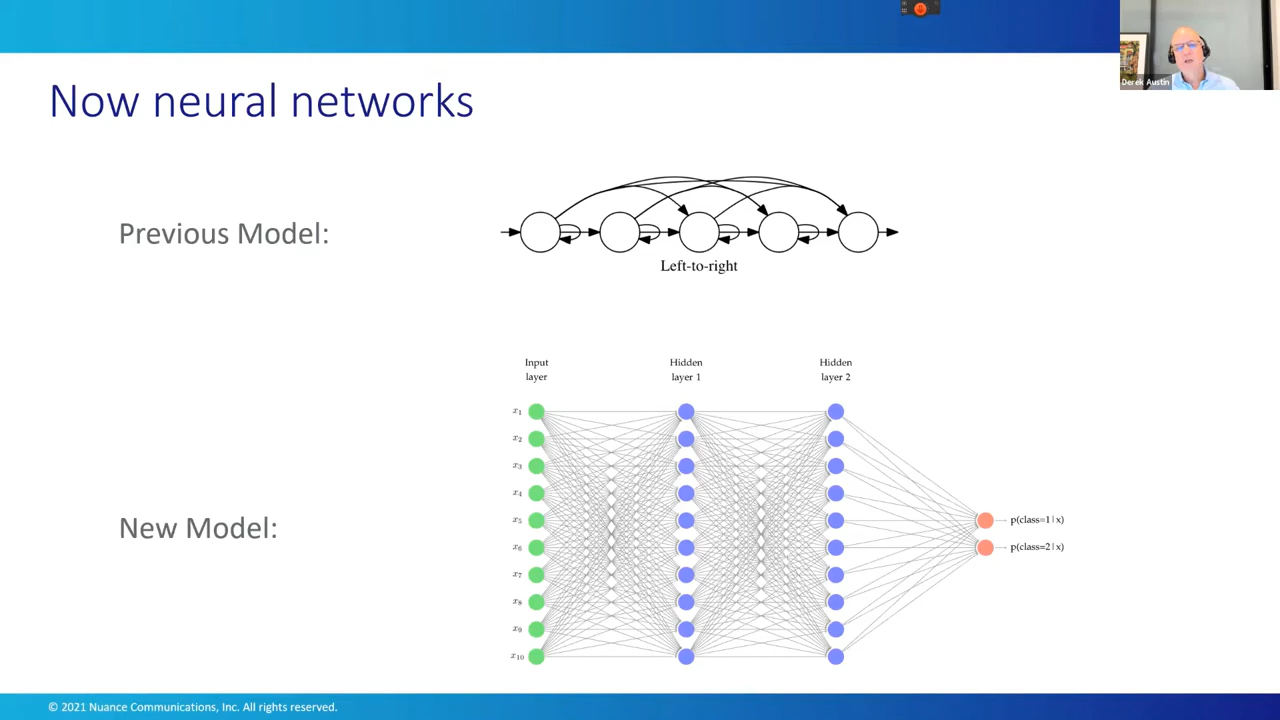 Derek Austin
Now neural networks
Previous Model:
Left-to-right
Input
layer
Hidden
layer 1
Hidden
layer 2
x1
x2
x3
x4
x5
x6
x7
x8
x9
x10
p(class=1|x)
p(class=2|x)
New Model:
© 2021 Nuance Communications, Inc. All rights reserved.